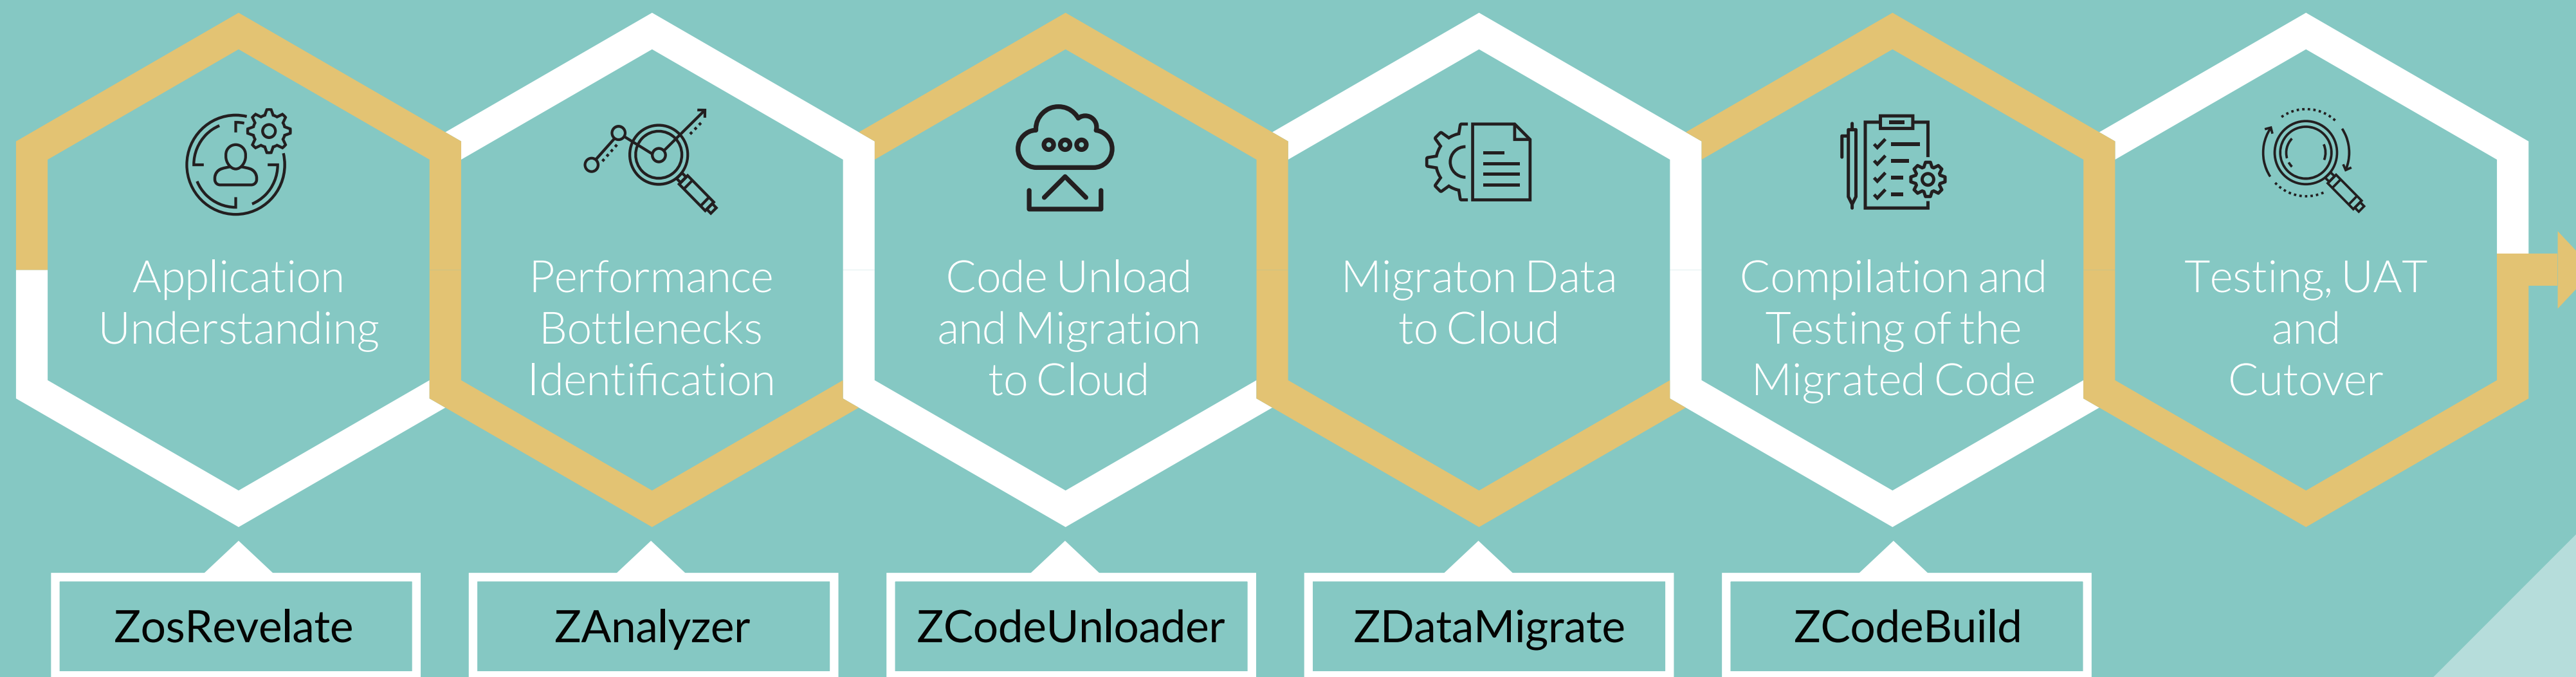 Application
Understanding
Performance
Bottlenecks
Identification
Code Unload
and Migration
to Cloud
Migraton Data
to Cloud
Compilation and
Testing of the
Migrated Code
Testing, UAT
and
Cutover
ZosRevelate
ZAnalyzer
ZCodeUnloader
ZDataMigrate
ZCodeBuild